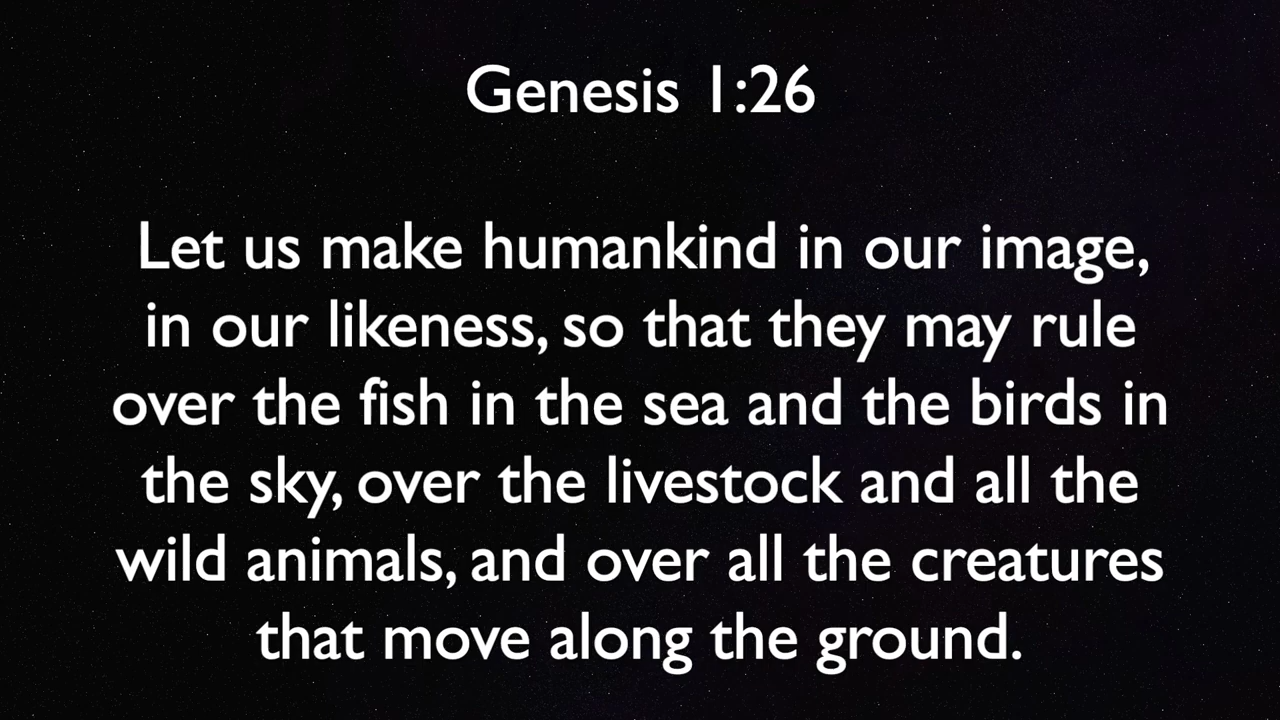 Genesis 1:26
Let us make humankind in our image,
in our likeness, so that they may rule
over the fish in the sea and the birds in
the sky, over the livestock and all the
wild animals, and over all the creatures
that move along the ground.